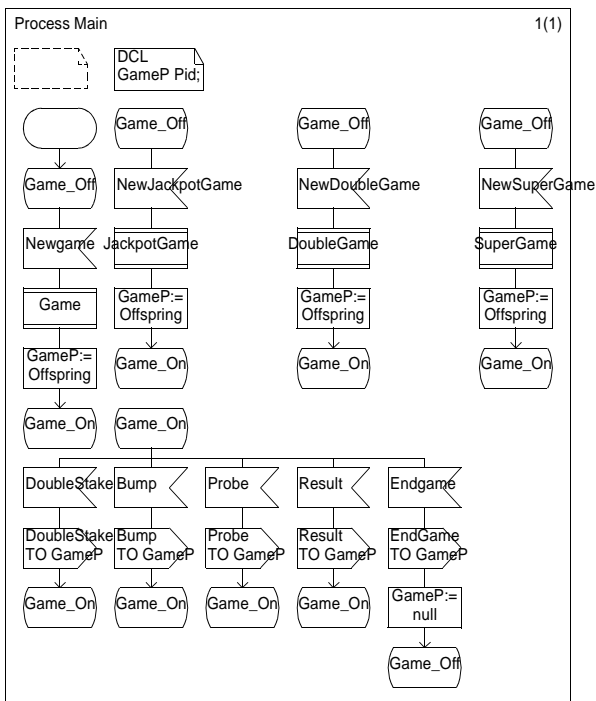 Process Main
1(1)
DCL
GameP Pid;
Game_Off
Game_Off
Game_Off
Game_Off
NewJackpotGame
NewDoubleGame
NewSuperGame
Newgame
JackpotGame
DoubleGame
SuperGame
Game
GameP:=
Offspring
GameP:=
Offspring
GameP:=
Offspring
GameP:=
Offspring
Game_On
Game_On
Game_On
Game_On
Game_On
DoubleStake
Bump
Probe
Result
Endgame
DoubleStake
TO GameP
Bump
TO GameP
Probe
TO GameP
Result
TO GameP
EndGame
TO GameP
Game_On
Game_On
Game_On
Game_On
GameP:=
null
Game_Off